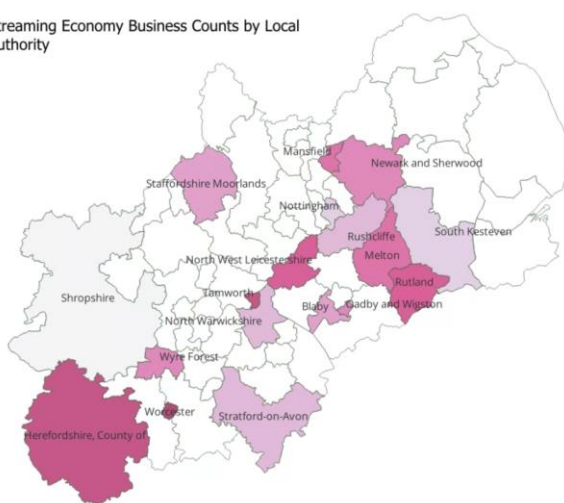 treaming Economy Business Counts by Local
uthority
Mansfield
Newark and Sherwood
Staffordshire Moorlands
Nottingham
Rushcliffe
South Kesteven
North West Leicestershire
Melton
Rutland
Tamworth
Shropshire
Blaby
Oadby and Wigston
North Warwickshire
Wyre Forest
Worcester
Stratford-on-Avon
Herefordshire, County of